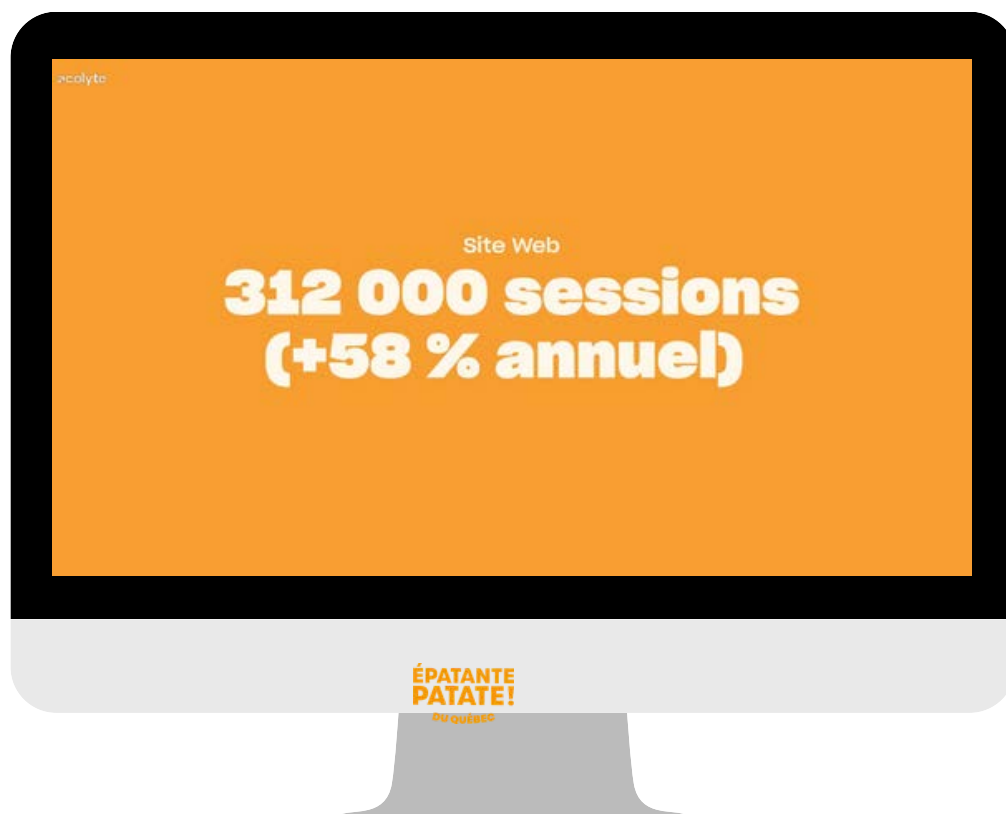 acolyte
Site Web
312 000 sessions
(+58 % annuel)
ÉPATANTE
PATATE!
DU QUÉBEC